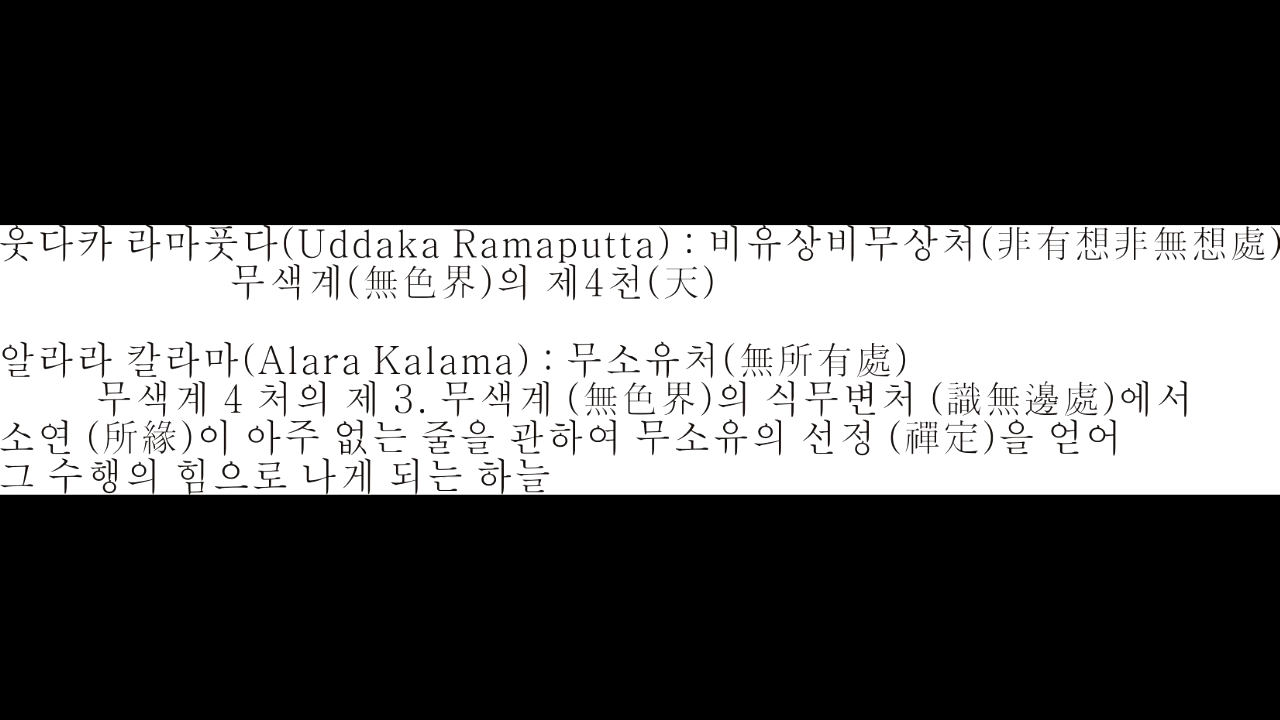 웃다카 라마풋다(Uddaka Ramaputta) : 비유상비무상처(非有想非無想處)
무색계(無色界)의 제4천(天)
알라라 칼라마(Alara Kalama) : 무소유처(無所有處)
무색계 4 처의 제 3. 무색계 (無色界)의 식무변처 (識無邊處)에서
소연 (所緣)이 아주 없는 줄을 관하여 무소유의 선정 (禪定)을 얻어
그 수행의 힘으로 나게 되는 하늘